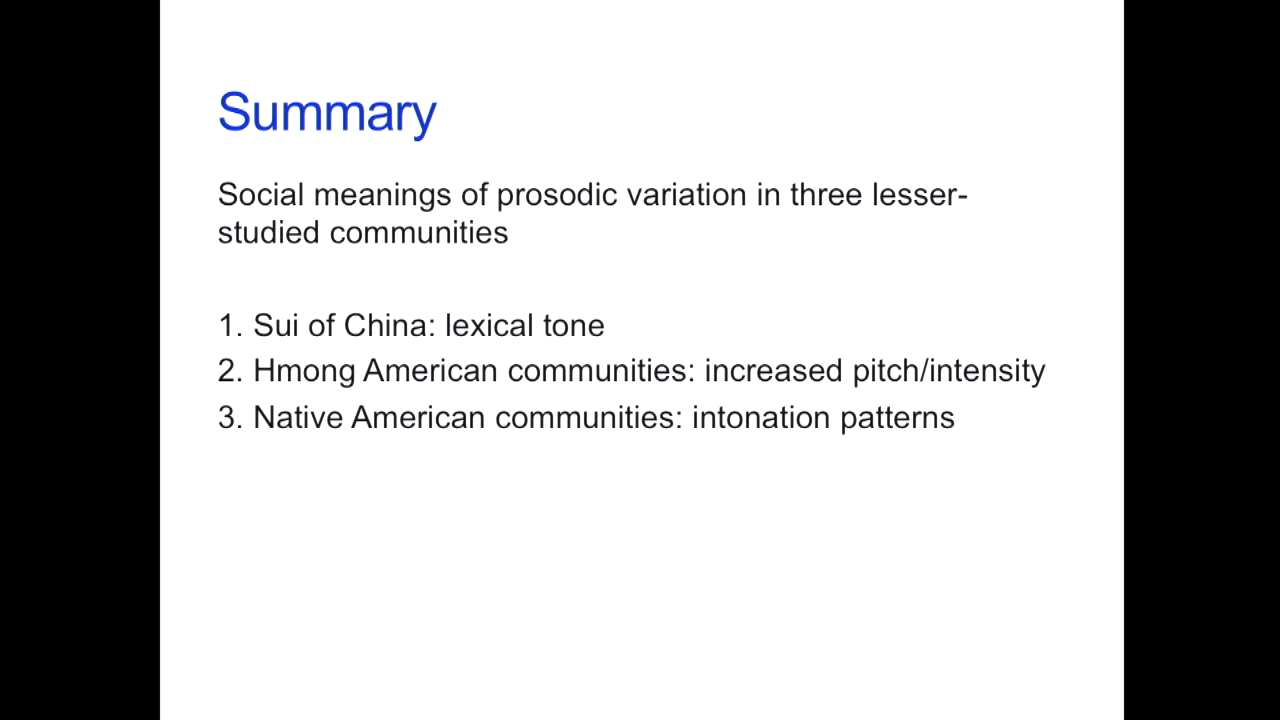 Summary
Social meanings of prosodic variation in three lesser-
studied communities
1. Sui of China: lexical tone
2. Hmong American communities: increased pitch/intensity
3. Native American communities: intonation patterns